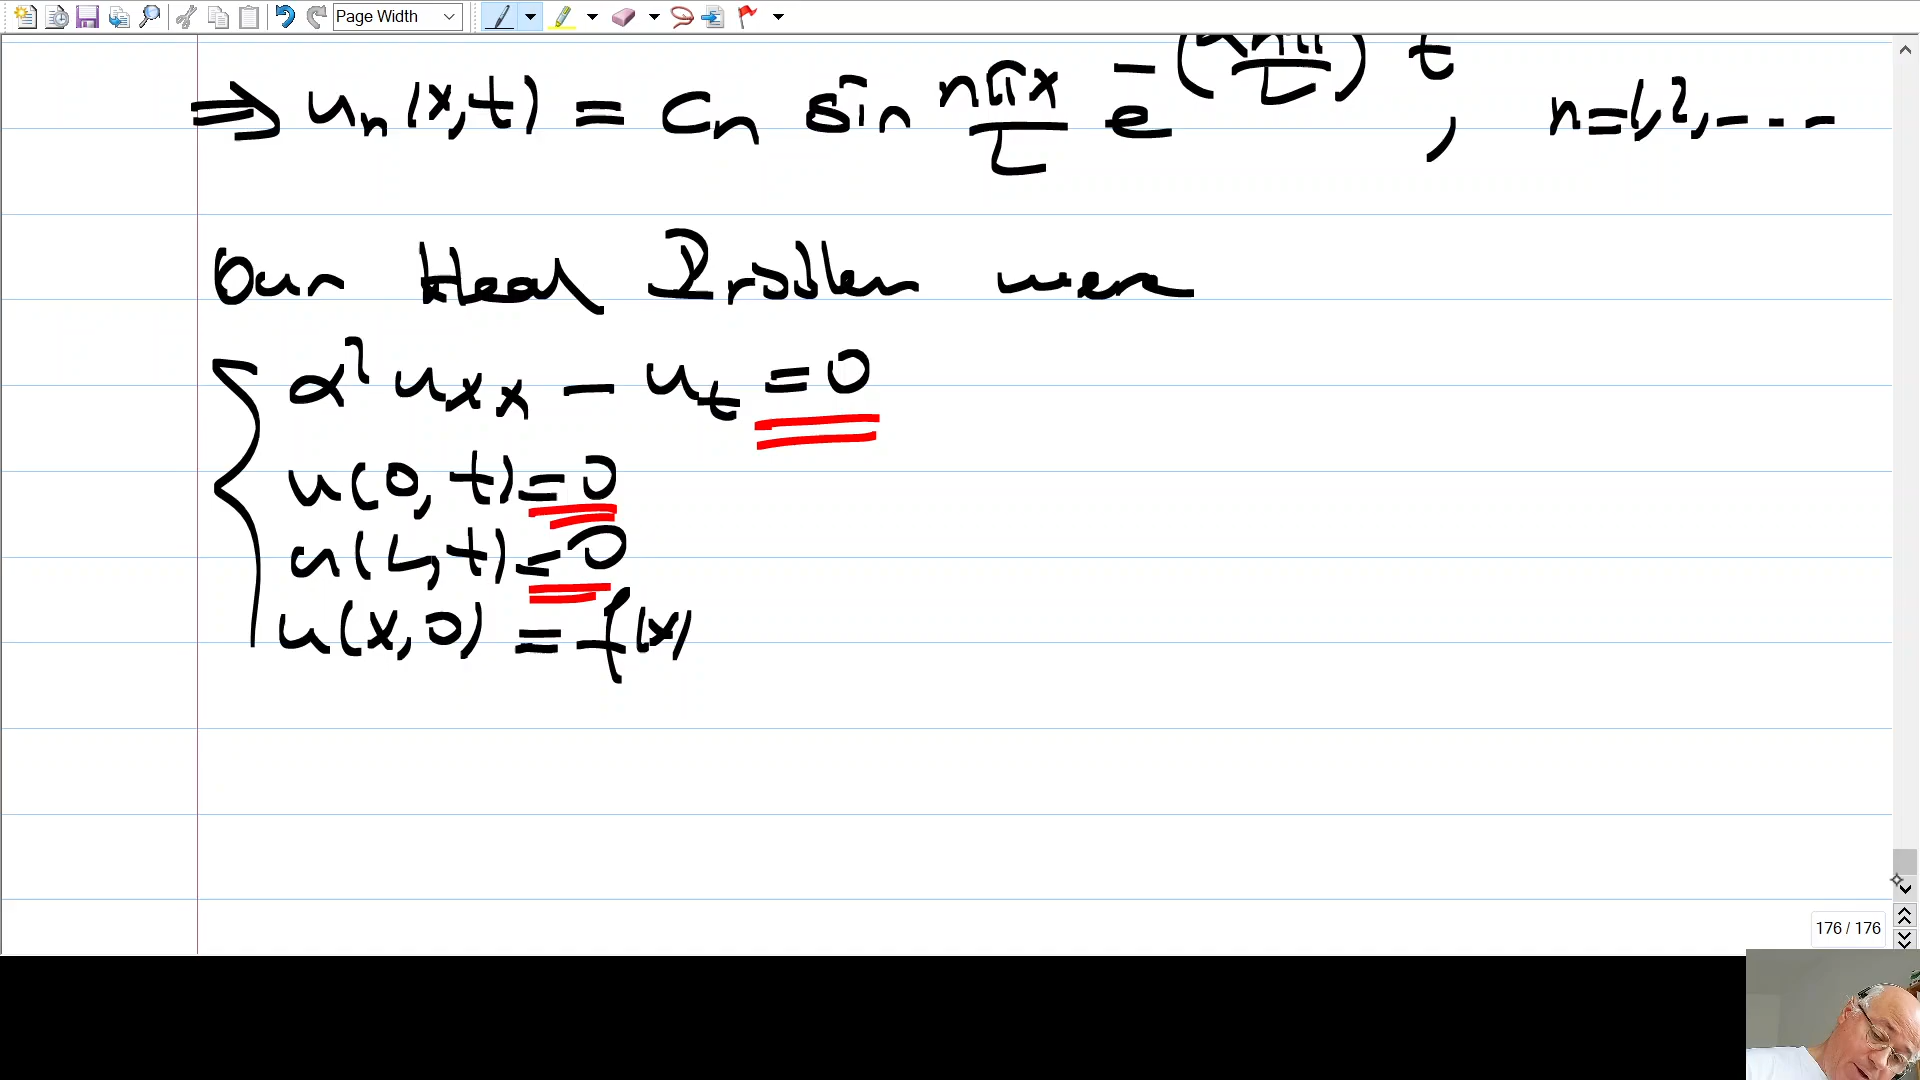 Page Width
⇒ uₙ(x,t) = cₙ sin nπx/L e^-(αnπ/L) t, n=1,2,----
Our Heat Problem were
α² uxx - ut = 0
u(0,t)=0
u(L,t)=0
u(x,0) = f(x)
176 / 176